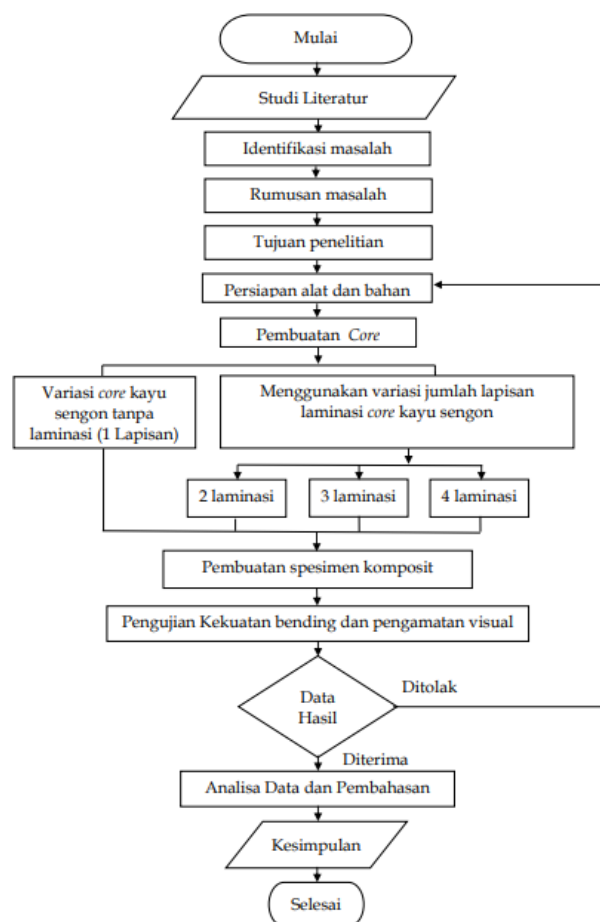 Mulai
Studi Literatur
Identifikasi masalah
Rumusan masalah
Tujuan penelitian
Persiapan alat dan bahan
Pembuatan Core
Variasi core kayu
sengon tanpa
laminasi (1 Lapisan)
Menggunakan variasi jumlah lapisan
laminasi core kayu sengon
2 laminasi
3 laminasi
4 laminasi
Pembuatan spesimen komposit
Pengujian Kekuatan bending dan pengamatan visual
Data
Hasil
Ditolak
Diterima
Analisa Data dan Pembahasan
Kesimpulan
Selesai